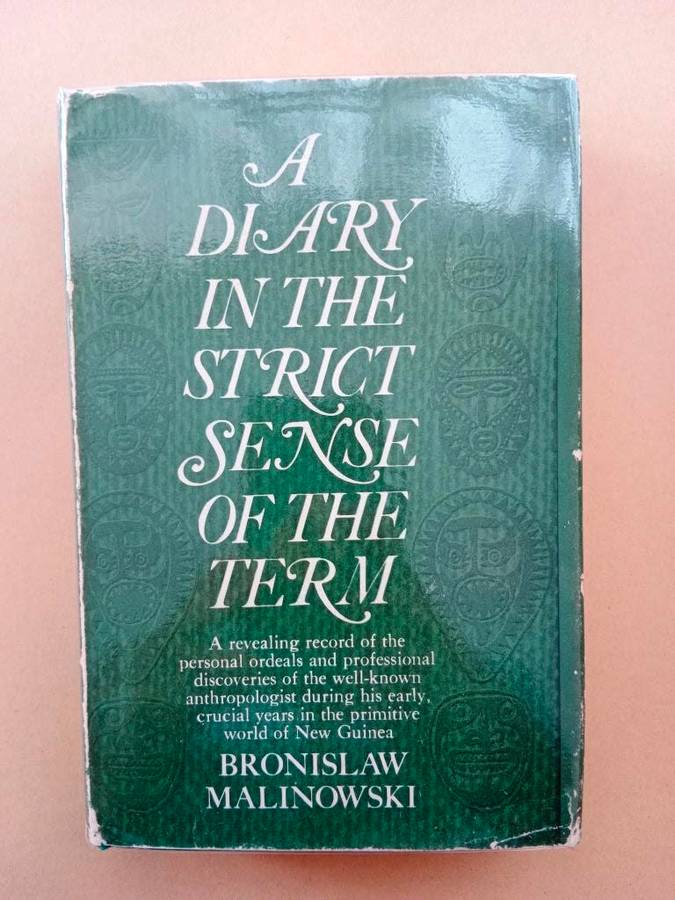 A
DIARY
IN THE
STRICT
SENSE
OF THE
TERM
A revealing record of the
personal ordeals and professional
discoveries of the well-known
anthropologist during his early,
crucial years in the primitive
world of New Guinea
BRONISLAW
MALINOWSKI